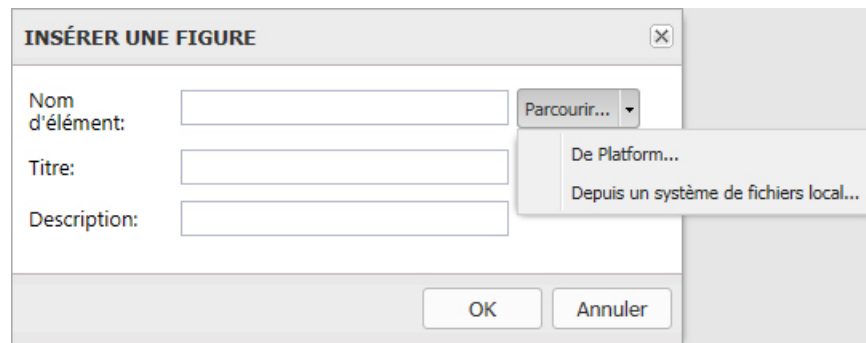 INSÉRER UNE FIGURE
Nom
d'élément:
Parcourir...
De Platform...
Titre:
Depuis un système de fichiers local...
Description:
OK
Annuler